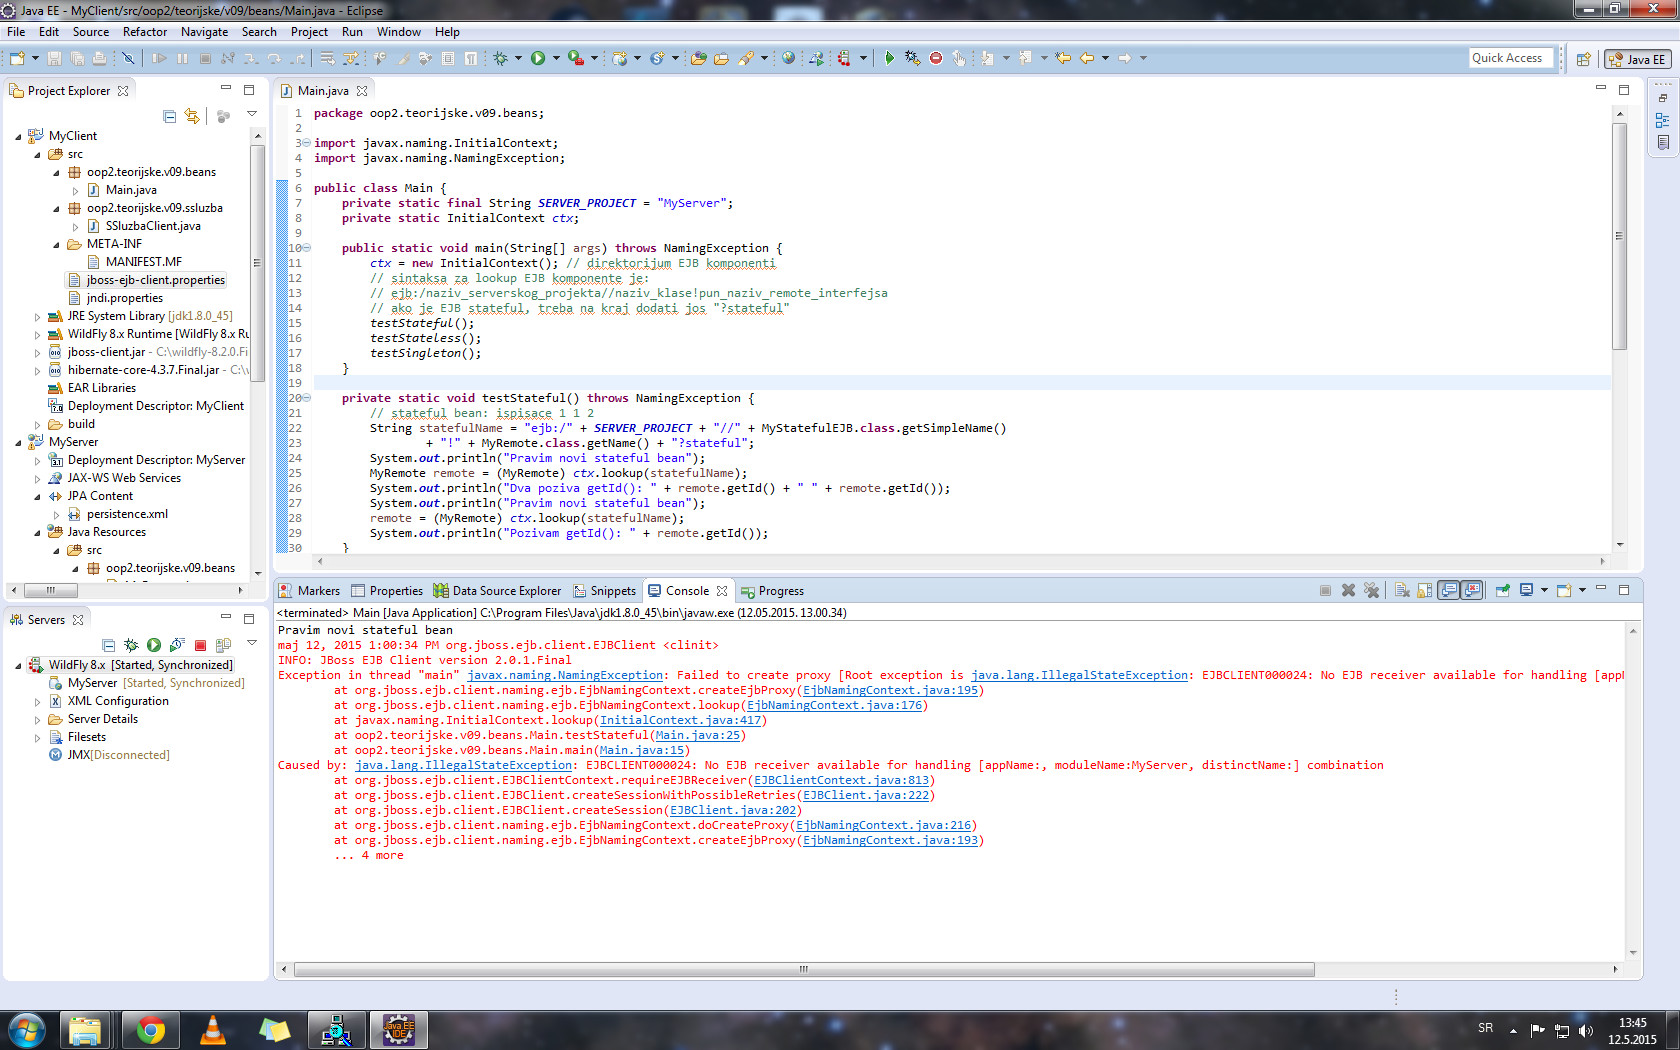 Java EE - MyClient/src/oop2/teorijske/v09/beans/Main.java - Eclipse
File Edit Source Refactor Navigate Search Project Run Window Help
Quick Access
Java EE
Project Explorer
MyClient
src
oop2.teorijske.v09.beans
Main.java
oop2.teorijske.v09.ssluzba
SSluzbaClient.java
META-INF
MANIFEST.MF
jboss-ejb-client.properties
jndi.properties
JRE System Library [jdk1.8.0_45]
WildFly 8.x Runtime [WildFly 8.x Ru
jboss-client.jar - C:\wildfly-8.2.0.Fi
hibernate-core-4.3.7.Final.jar - C:\
EAR Libraries
Deployment Descriptor: MyClient
build
MyServer
Deployment Descriptor: MyServer
JAX-WS Web Services
JPA Content
persistence.xml
Java Resources
src
oop2.teorijske.v09.beans
Servers
WildFly 8.x [Started, Synchronized]
MyServer [Started, Synchronized]
XML Configuration
Server Details
Filesets
JMX[Disconnected]
Main.java
1 package oop2.teorijske.v09.beans;
2
3 import javax.naming.InitialContext;
4 import javax.naming.NamingException;
5
6 public class Main {
7 private static final String SERVER_PROJECT = "MyServer";
8 private static InitialContext ctx;
9
10 public static void main(String[] args) throws NamingException {
11 ctx = new InitialContext(); // direktorijum EJB komponenti
12 // sintaksa za lookup EJB komponente je:
13 // ejb:/naziv_serverskog_projekta//naziv_klase!pun_naziv_remote_interfejsa
14 // ako je EJB stateful, treba na kraj dodati jos "?stateful"
15 testStateful();
16 testStateless();
17 testSingleton();
18 }
19
20 private static void testStateful() throws NamingException {
21 // stateful bean: ispisace 1 1 2
22 String statefulName = "ejb:/" + SERVER_PROJECT + "//" + MyStatefulEJB.class.getSimpleName()
23 + "!" + MyRemote.class.getName() + "?stateful";
24 System.out.println("Pravim novi stateful bean");
25 MyRemote remote = (MyRemote) ctx.lookup(statefulName);
26 System.out.println("Dva poziva getId(): " + remote.getId() + " " + remote.getId());
27 System.out.println("Pravim novi stateful bean");
28 remote = (MyRemote) ctx.lookup(statefulName);
29 System.out.println("Pozivam getId(): " + remote.getId());
30 }
Markers Properties Data Source Explorer Snippets Console Progress
<terminated> Main [Java Application] C:\Program Files\Java\jdk1.8.0_45\bin\javaw.exe (12.05.2015. 13.00.34)
Pravim novi stateful bean
maj 12, 2015 1:00:34 PM org.jboss.ejb.client.EJBClient <clinit>
INFO: JBoss EJB Client version 2.0.1.Final
Exception in thread "main" javax.naming.NamingException: Failed to create proxy [Root exception is java.lang.IllegalStateException: EJBCLIENT000024: No EJB receiver available for handling [app
at org.jboss.ejb.client.naming.ejb.EjbNamingContext.createEjbProxy(EjbNamingContext.java:195)
at org.jboss.ejb.client.naming.ejb.EjbNamingContext.lookup(EjbNamingContext.java:176)
at javax.naming.InitialContext.lookup(InitialContext.java:417)
at oop2.teorijske.v09.beans.Main.testStateful(Main.java:25)
at oop2.teorijske.v09.beans.Main.main(Main.java:15)
Caused by: java.lang.IllegalStateException: EJBCLIENT000024: No EJB receiver available for handling [appName:, moduleName:MyServer, distinctName:] combination
at org.jboss.ejb.client.EJBClientContext.requireEJBReceiver(EJBClientContext.java:813)
at org.jboss.ejb.client.EJBClient.createSessionWithPossibleRetries(EJBClient.java:222)
at org.jboss.ejb.client.EJBClient.createSession(EJBClient.java:202)
at org.jboss.ejb.client.naming.ejb.EjbNamingContext.doCreateProxy(EjbNamingContext.java:216)
at org.jboss.ejb.client.naming.ejb.EjbNamingContext.createEjbProxy(EjbNamingContext.java:193)
... 4 more
Java EE
IDE
SR
13:45
12.5.2015